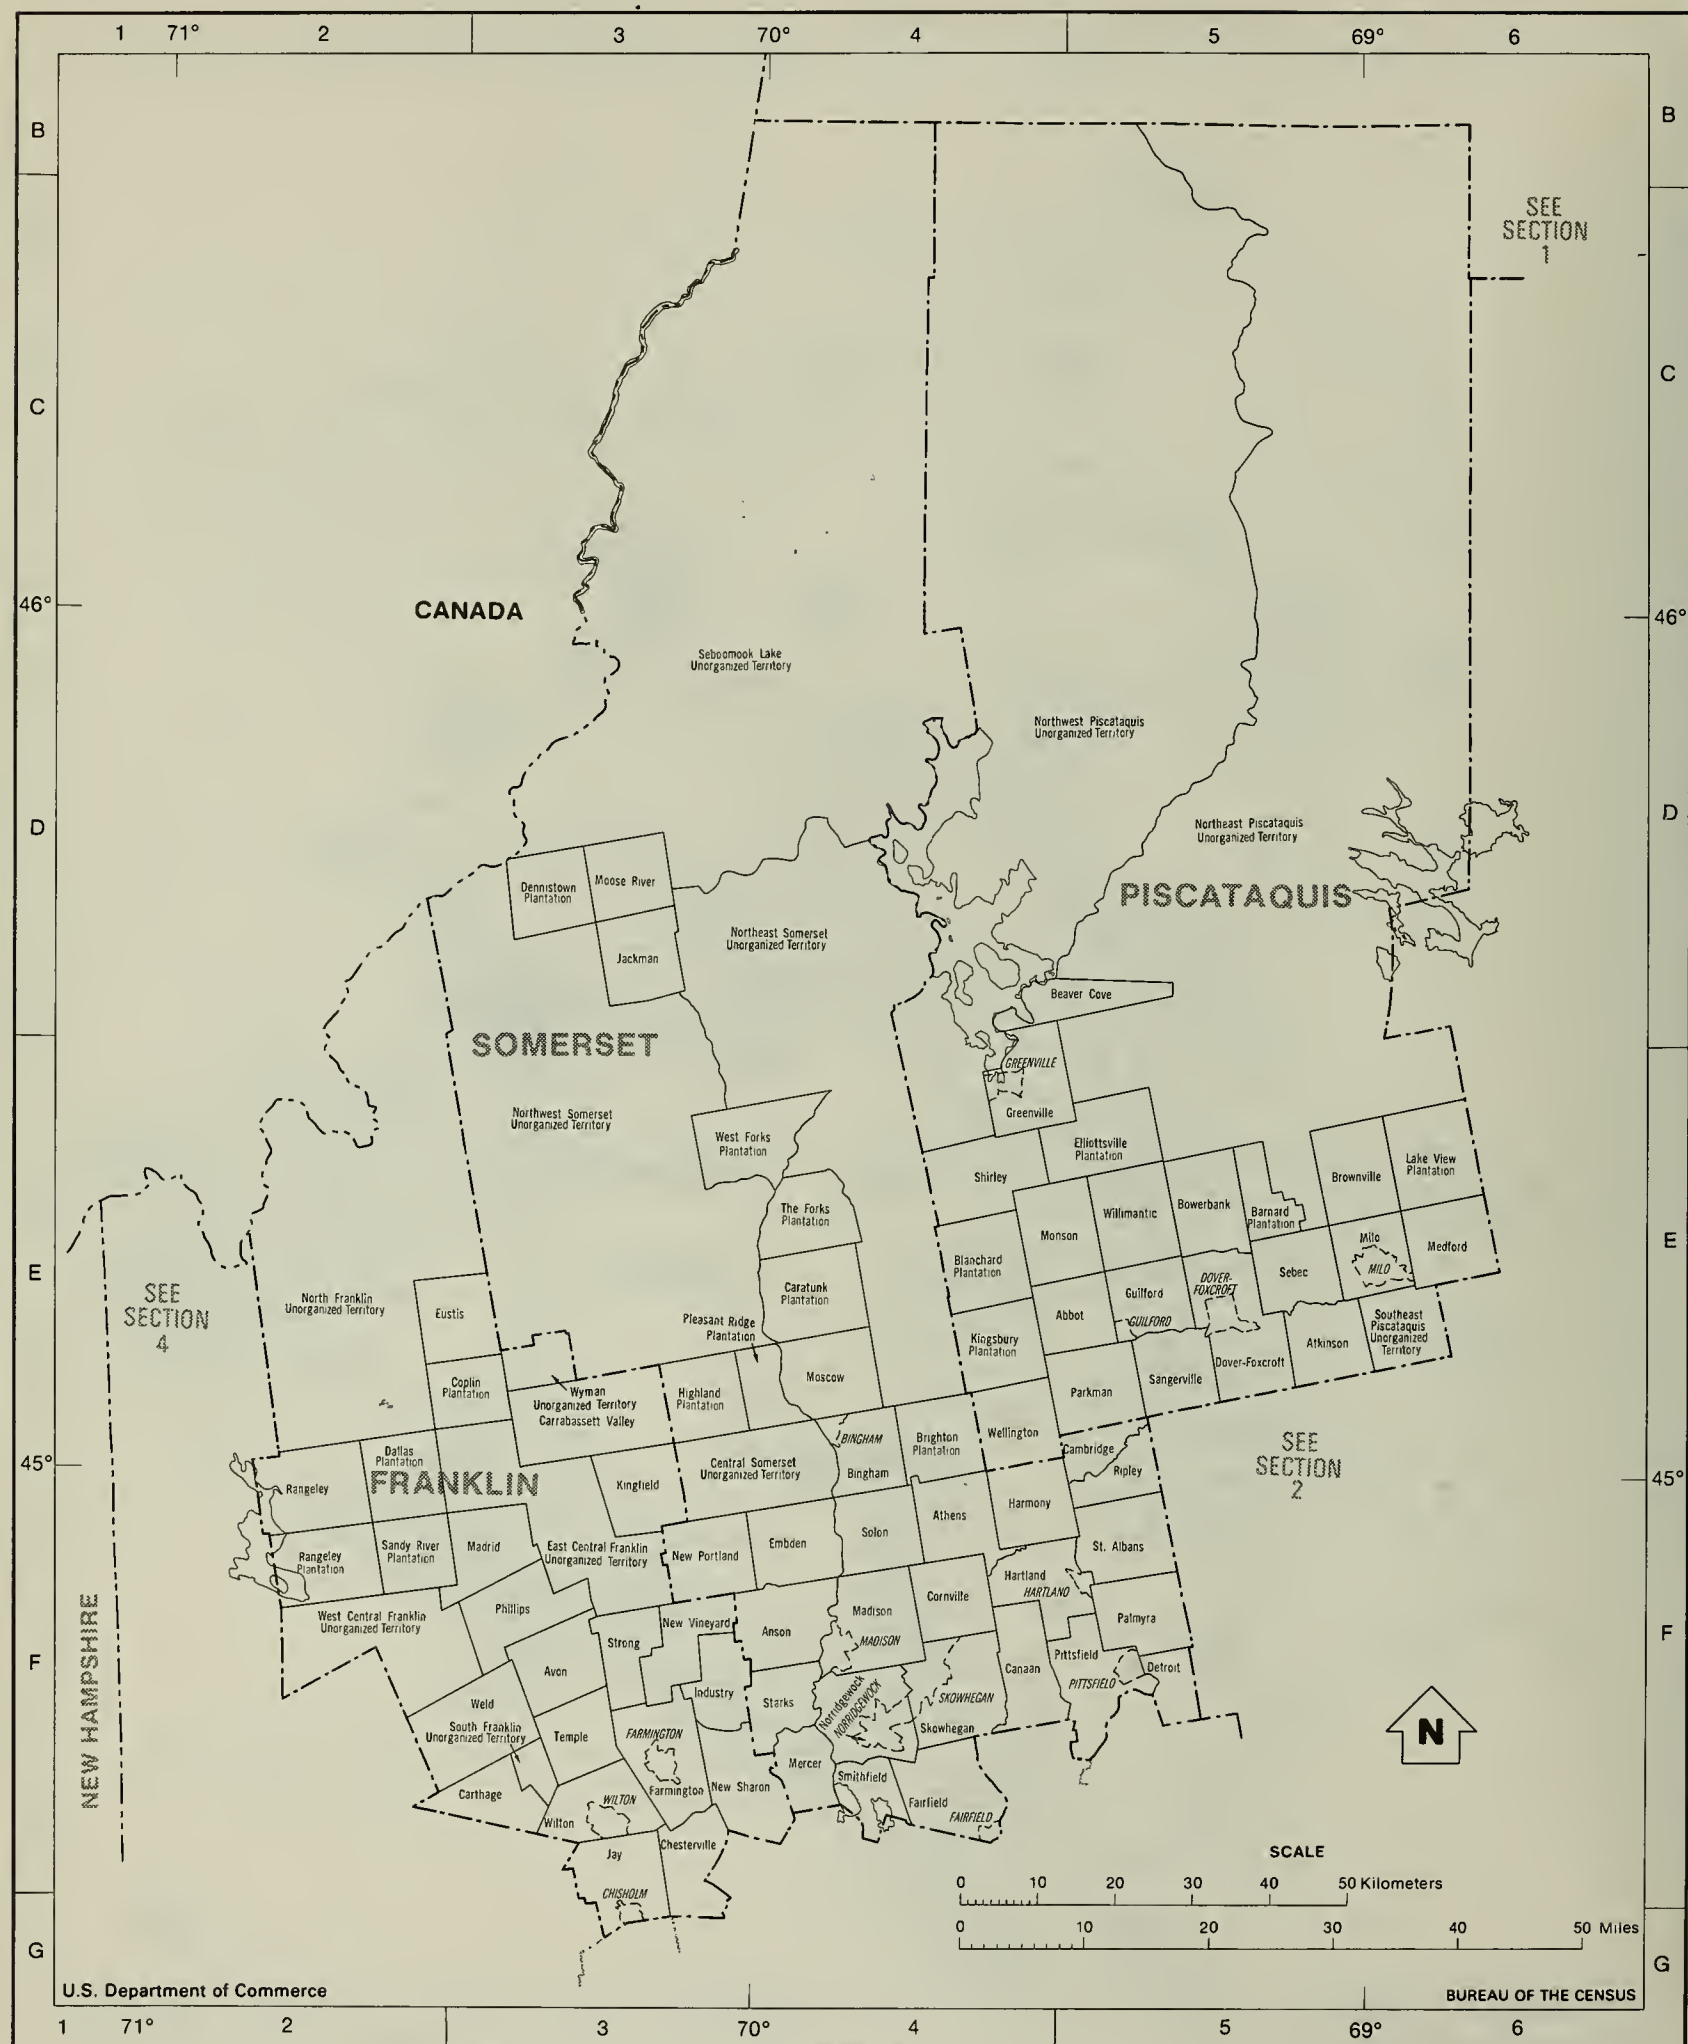 1 71° 2 3 70° 4 5 69° 6
B
B
SEE
SECTION
1
C
C
46°
46°
CANADA
Seboomook Lake
Unorganized Territory
Northwest Piscataquis
Unorganized Territory
D
D
Northeast Piscataquis
Unorganized Territory
Dennistown
Plantation
Moose River
PISCATAQUIS
Northeast Somerset
Unorganized Territory
Jackman
Beaver Cove
SOMERSET
GREENVILLE
Greenville
Northwest Somerset
Unorganized Territory
West Forks
Plantation
Elliottsville
Plantation
Shirley
Brownville
Lake View
Plantation
The Forks
Plantation
Willimantic
Bowerbank
Barnard
Plantation
Monson
Milo
MILO
Medford
E
E
Blanchard
Plantation
Sebec
DOVER-
FOXCROFT
SEE
SECTION
4
North Franklin
Unorganized Territory
Eustis
Caratunk
Plantation
Guilford
GUILFORD
Abbot
Southeast
Piscataquis
Unorganized
Territory
Pleasant Ridge
Plantation
Kingsbury
Plantation
Atkinson
Dover-Foxcroft
Sangerville
Parkman
Coplin
Plantation
Wyman
Unorganized Territory
Carrabassett Valley
Highland
Plantation
Moscow
BINGHAM
Bingham
Brighton
Plantation
Wellington
Cambridge
Ripley
SEE
SECTION
2
45°
45°
Dallas
Plantation
FRANKLIN
Rangeley
Kingfield
Central Somerset
Unorganized Territory
Harmony
Athens
Solon
Embden
New Portland
East Central Franklin
Unorganized Territory
Madrid
Sandy River
Plantation
Rangeley
Plantation
St. Albans
Hartland
HARTLAND
Cornville
Palmyra
NEW HAMPSHIRE
West Central Franklin
Unorganized Territory
Phillips
Strong
New Vineyard
Anson
Madison
MADISON
F
F
Canaan
Pittsfield
PITTSFIELD
Detroit
Avon
Industry
Starks
Norridgewock
NORRIDGEWOCK
SKOWHEGAN
Skowhegan
Weld
South Franklin
Unorganized Territory
Temple
FARMINGTON
Farmington
N
Mercer
Smithfield
New Sharon
Carthage
WILTON
Wilton
Fairfield
FAIRFIELD
Jay
Chesterville
CHISHOLM
SCALE
0 10 20 30 40 50 Kilometers
0 10 20 30 40 50 Miles
G
G
U.S. Department of Commerce
BUREAU OF THE CENSUS
1 71° 2 3 70° 4 5 69° 6